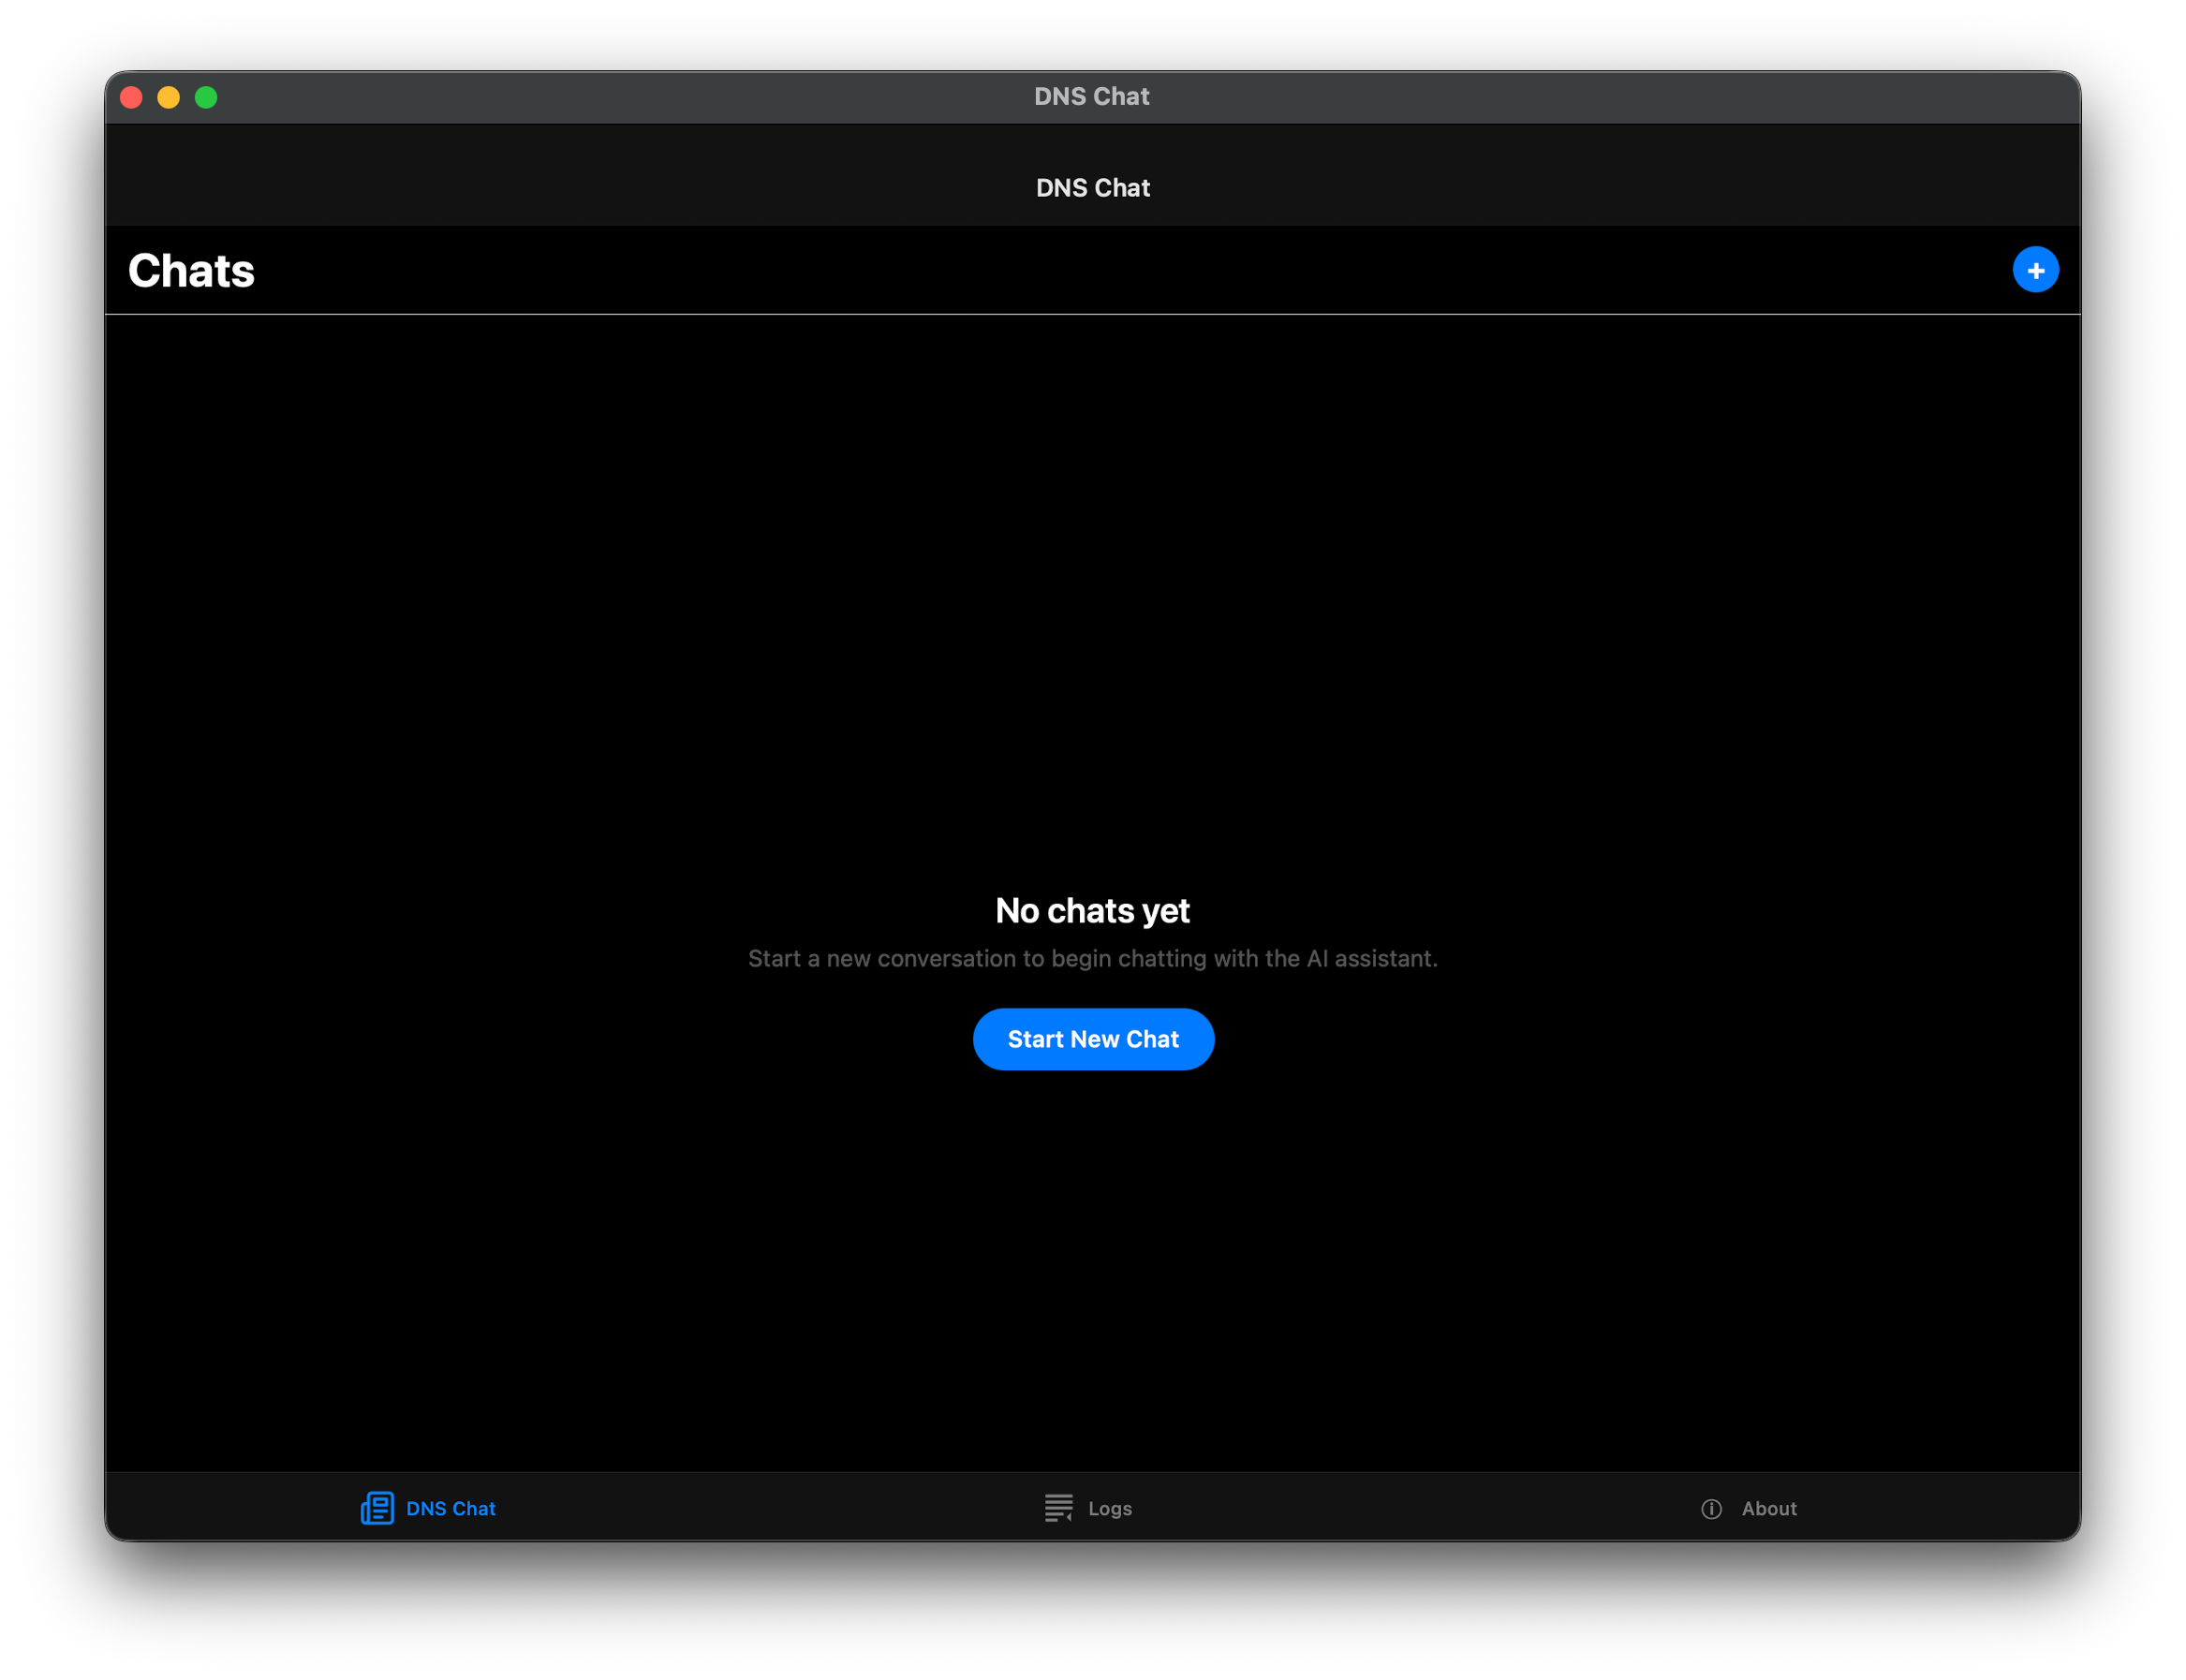 DNS Chat
DNS Chat
Chats
+
No chats yet
Start a new conversation to begin chatting with the AI assistant.
Start New Chat
DNS Chat
Logs
About